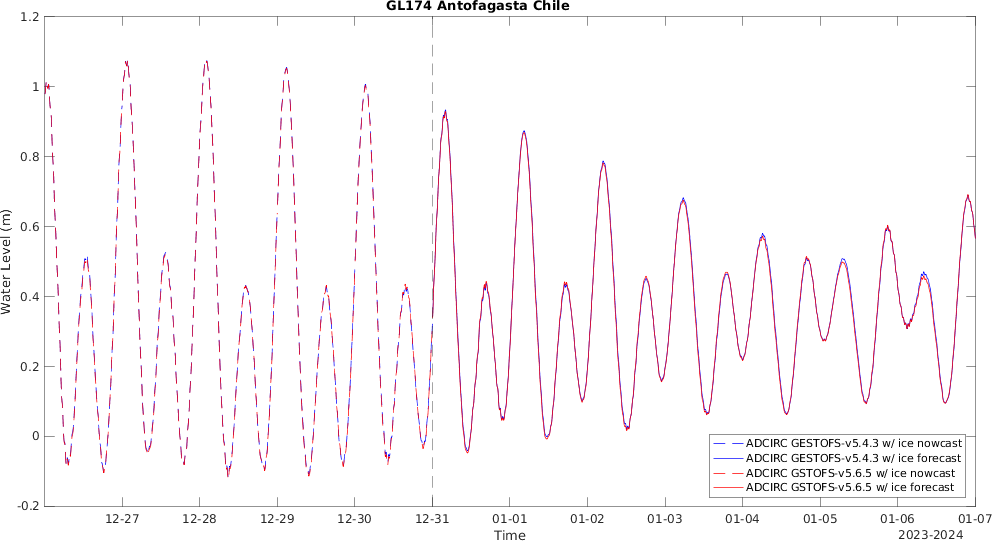 GL174 Antofagasta Chile
1.2
1
0.8
0.6
0.4
0.2
0
-0.2
Water Level (m)
12-27 12-28 12-29 12-30 12-31 01-01 01-02 01-03 01-04 01-05 01-06 01-07
Time
2023-2024
ADCIRC GESTOFS-v5.4.3 w/ ice nowcast
ADCIRC GESTOFS-v5.4.3 w/ ice forecast
ADCIRC GSTOFS-v5.6.5 w/ ice nowcast
ADCIRC GSTOFS-v5.6.5 w/ ice forecast